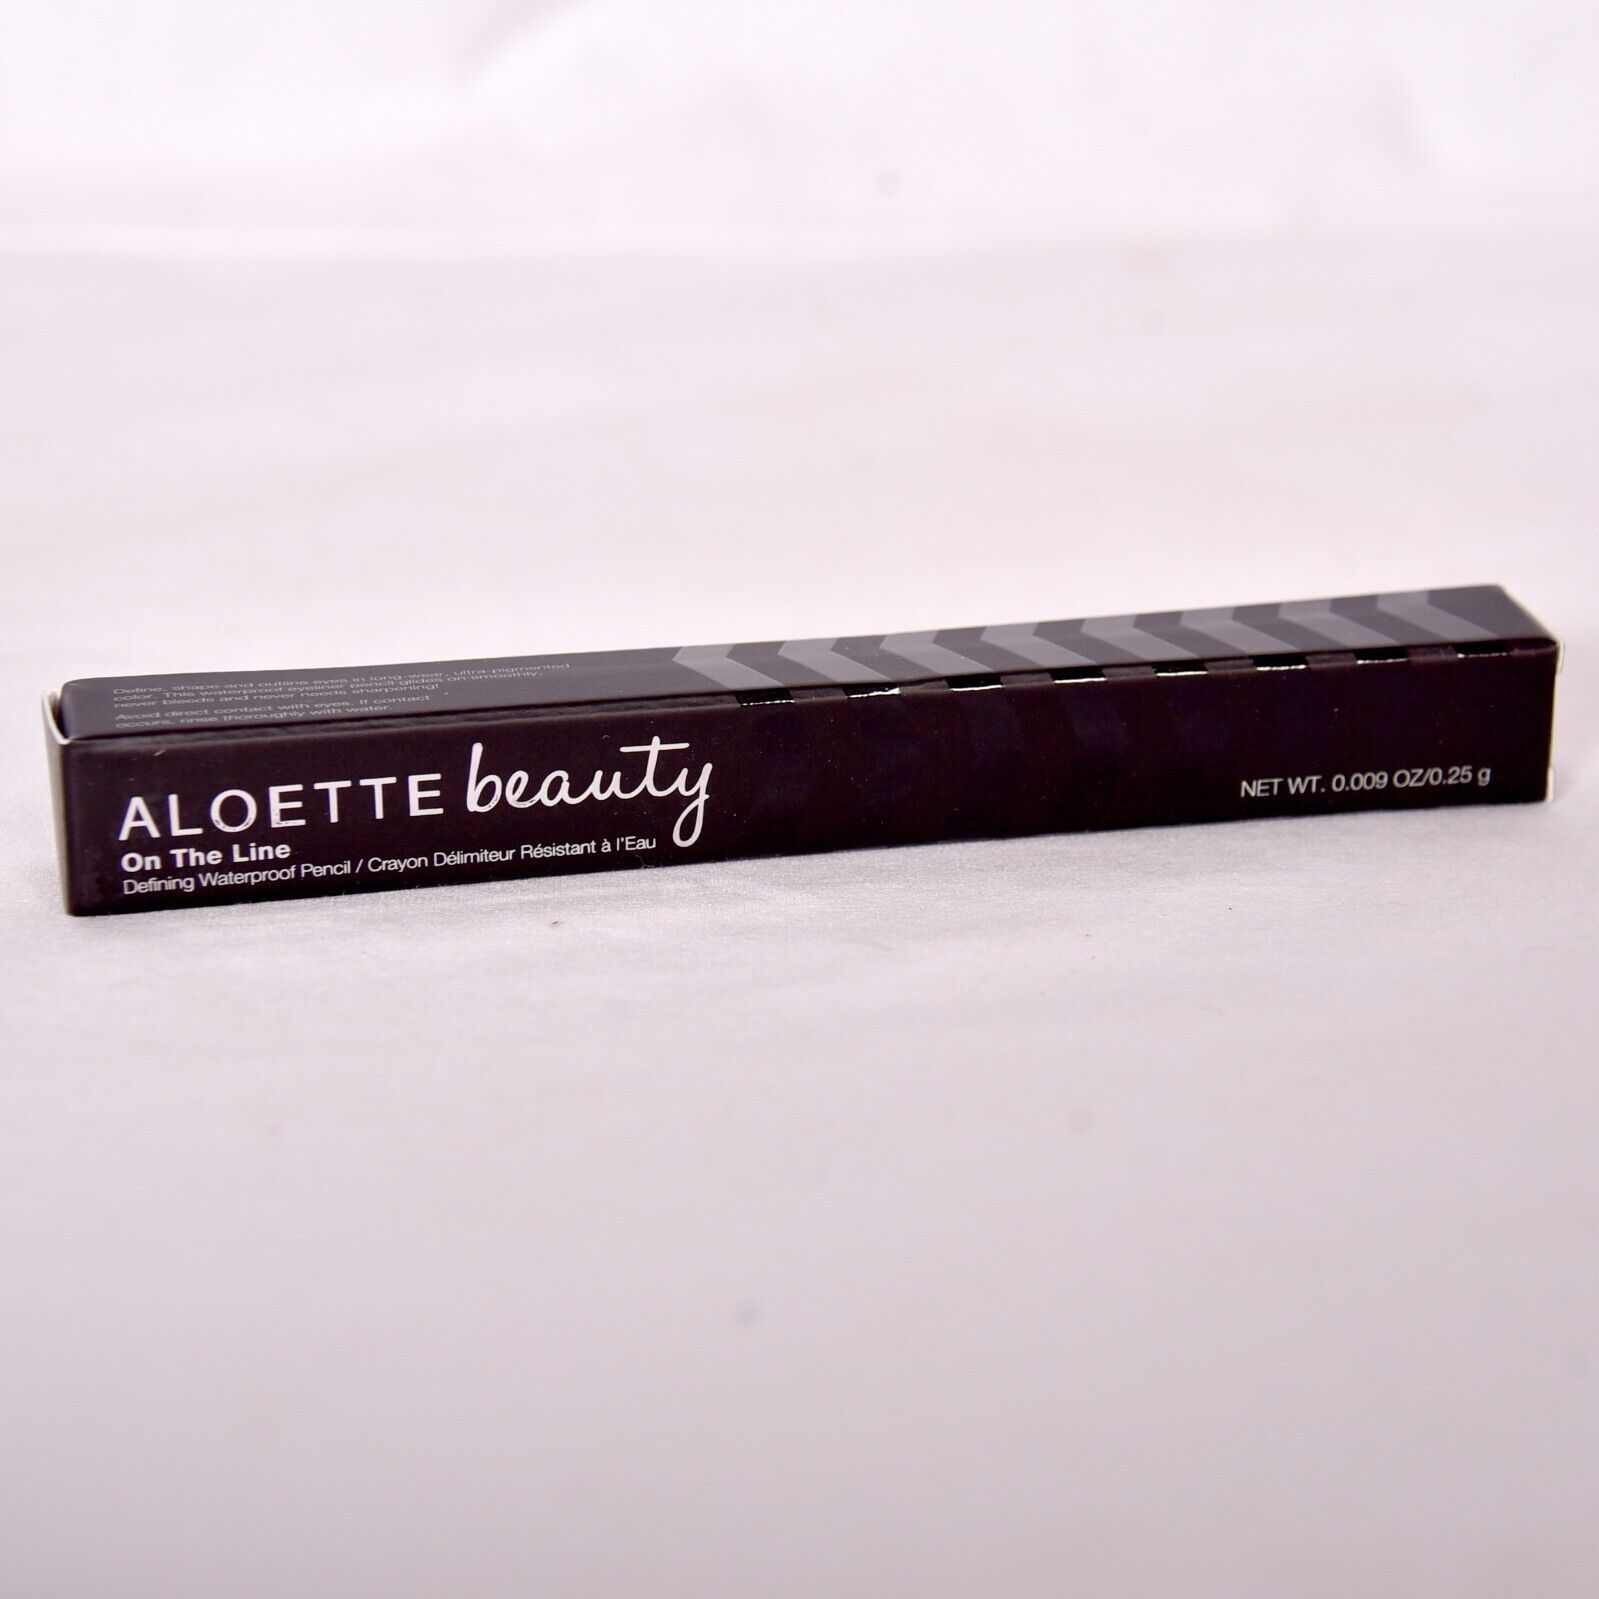 Define, shape and outline eyes in long-wear, ultra-pigmented
color. This waterproof eyeliner pencil glides on smoothly,
never bleeds and never needs sharpening!
Avoid direct contact with eyes. If contact
occurs, rinse thoroughly with water.
ALOETTE beauty
On The Line
Defining Waterproof Pencil / Crayon Délimiteur Résistant à l'Eau
NET WT. 0.009 OZ/0.25 g